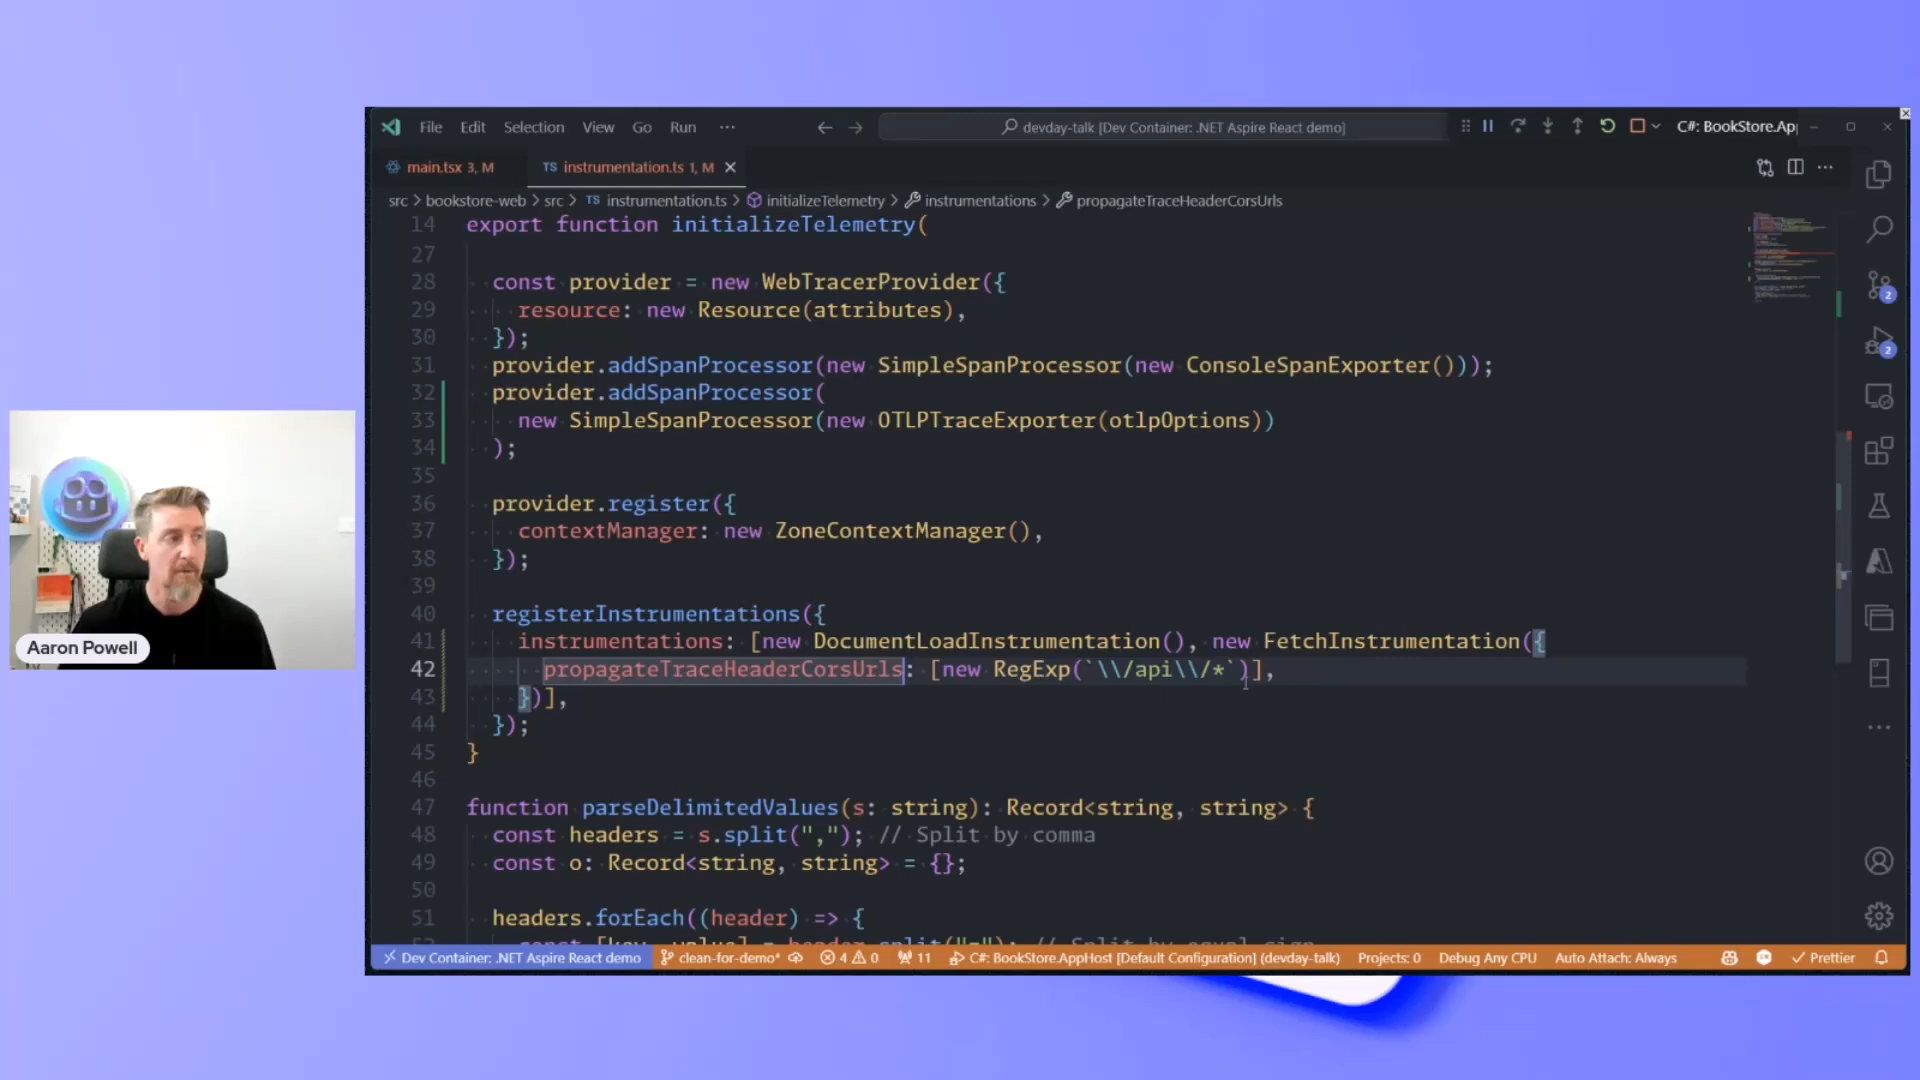 File Edit Selection View Go Run ···
devday-talk [Dev Container: .NET Aspire React demo]
C#: BookStore.Ap
main.tsx 3, M
TS instrumentation.ts 1, M
src > bookstore-web > src > TS instrumentation.ts > initializeTelemetry > instrumentations > propagateTraceHeaderCorsUrls
14 export function initializeTelemetry(
27
28 const provider = new WebTracerProvider({
29 resource: new Resource(attributes),
30 });
31 provider.addSpanProcessor(new SimpleSpanProcessor(new ConsoleSpanExporter()));
32 provider.addSpanProcessor(
33 new SimpleSpanProcessor(new OTLPTraceExporter(otlpOptions))
34 );
35
36 provider.register({
37 contextManager: new ZoneContextManager(),
38 });
39
40 registerInstrumentations({
41 instrumentations: [new DocumentLoadInstrumentation(), new FetchInstrumentation({
42 propagateTraceHeaderCorsUrls: [new RegExp(`\\/api\\/*`)],
43 })],
44 });
45 }
46
47 function parseDelimitedValues(s: string): Record<string, string> {
48 const headers = s.split(","); // Split by comma
49 const o: Record<string, string> = {};
50
51 headers.forEach((header) => {
Aaron Powell
2
2
Dev Container: .NET Aspire React demo clean-for-demo* 4 0 11 C#: BookStore.AppHost [Default Configuration] (devday-talk) Projects: 0 Debug Any CPU Auto Attach: Always Prettier